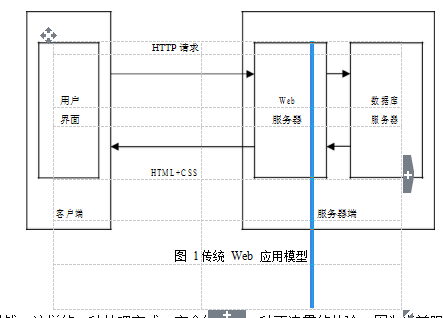 HTTP 请求
用户
界面
Web
服务器
数据库
服务器
HTML+CSS
客户端
服务器端
图 1传统 Web 应用模型